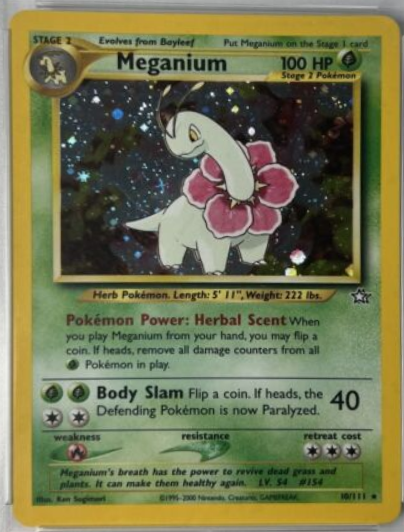 STAGE 2 Evolves from Bayleef Put Meganium on the Stage 1 card
Meganium 100 HP
Stage 2 Pokémon
Herb Pokémon. Length: 5' 11", Weight: 222 lbs.
Pokémon Power: Herbal Scent When
you play Meganium from your hand, you may flip a
coin. If heads, remove all damage counters from all
Pokémon in play.
Body Slam Flip a coin. If heads, the 40
Defending Pokémon is now Paralyzed.
weakness resistance retreat cost
Meganium's breath has the power to revive dead grass and
plants. It can make them healthy again. LV. 54 #154
Illus. Ken Sugimori ©1995-2000 Nintendo, Creatures, GAMEFREAK. 10/111